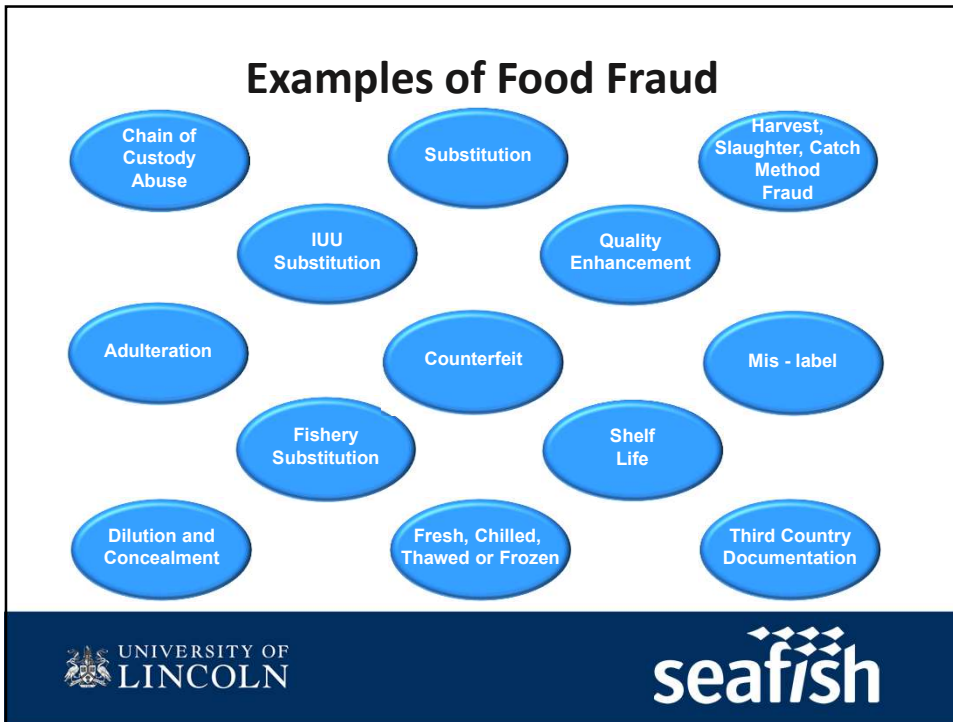 Examples of Food Fraud
Chain of
Custody
Abuse
Substitution
Harvest,
Slaughter, Catch
Method
Fraud
IUU
Substitution
Quality
Enhancement
Adulteration
Counterfeit
Mis - label
Fishery
Substitution
Shelf
Life
Dilution and
Concealment
Fresh, Chilled,
Thawed or Frozen
Third Country
Documentation
UNIVERSITY OF
LINCOLN
seafish